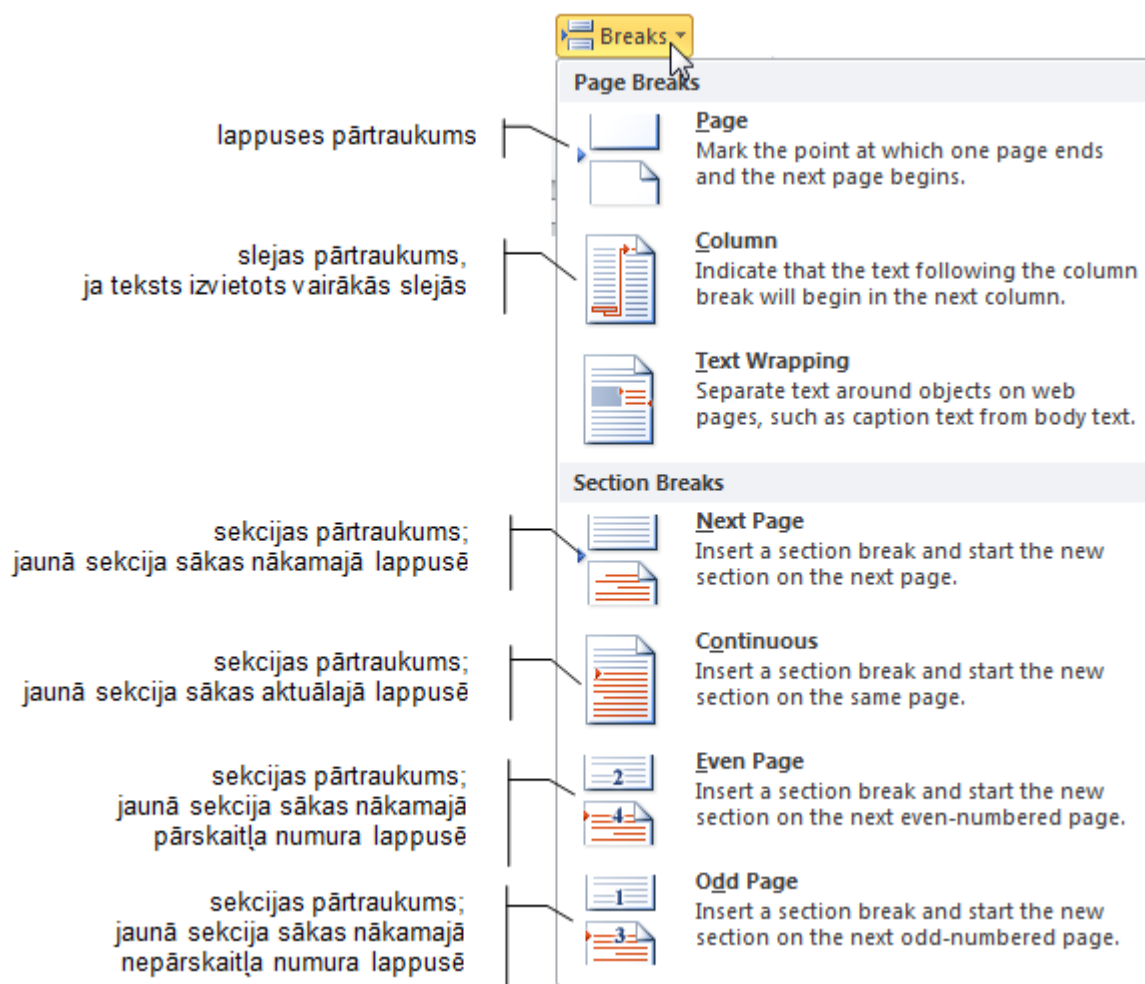 Breaks
Page Breaks
lappuses pārtraukums
Page
Mark the point at which one page ends
and the next page begins.
slejas pārtraukums,
ja teksts izvietots vairākās slejās
Column
Indicate that the text following the column
break will begin in the next column.
Text Wrapping
Separate text around objects on web
pages, such as caption text from body text.
Section Breaks
sekcijas pārtraukums;
jaunā sekcija sākas nākamajā lappusē
Next Page
Insert a section break and start the new
section on the next page.
sekcijas pārtraukums;
jaunā sekcija sākas aktuālajā lappusē
Continuous
Insert a section break and start the new
section on the same page.
sekcijas pārtraukums;
jaunā sekcija sākas nākamajā
pārskaitļa numura lappusē
2
4
Even Page
Insert a section break and start the new
section on the next even-numbered page.
sekcijas pārtraukums;
jaunā sekcija sākas nākamajā
nepārskaitļa numura lappusē
1
3
Odd Page
Insert a section break and start the new
section on the next odd-numbered page.